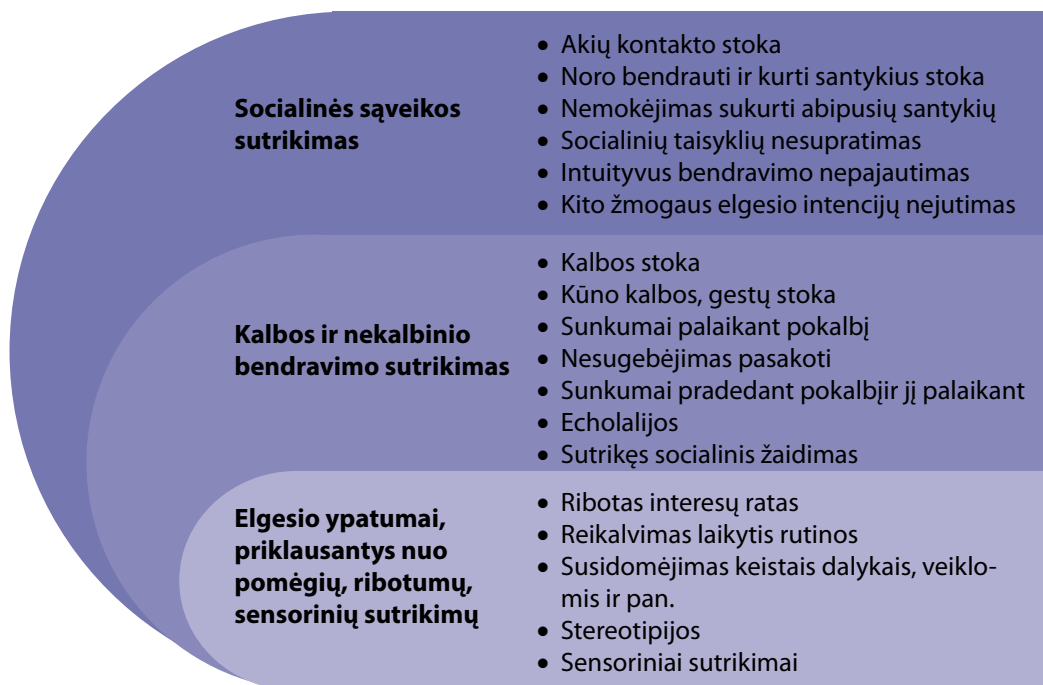 Socialinės sąveikos
sutrikimas
• Akių kontakto stoka
• Noro bendrauti ir kurti santykius stoka
• Nemokėjimas sukurti abipusių santykių
• Socialinių taisyklių nesupratimas
• Intuityvus bendravimo nepajautimas
• Kito žmogaus elgesio intencijų nejutimas
Kalbos ir nekalbinio
bendravimo sutrikimas
• Kalbos stoka
• Kūno kalbos, gestų stoka
• Sunkumai palaikant pokalbį
• Nesugebėjimas pasakoti
• Sunkumai pradedant pokalbįir jį palaikant
• Echolalijos
• Sutrikęs socialinis žaidimas
Elgesio ypatumai,
priklausantys nuo
pomėgių, ribotumų,
sensorinių sutrikimų
• Ribotas interesų ratas
• Reikalvimas laikytis rutinos
• Susidomėjimas keistais dalykais, veiklo-
mis ir pan.
• Stereotipijos
• Sensoriniai sutrikimai